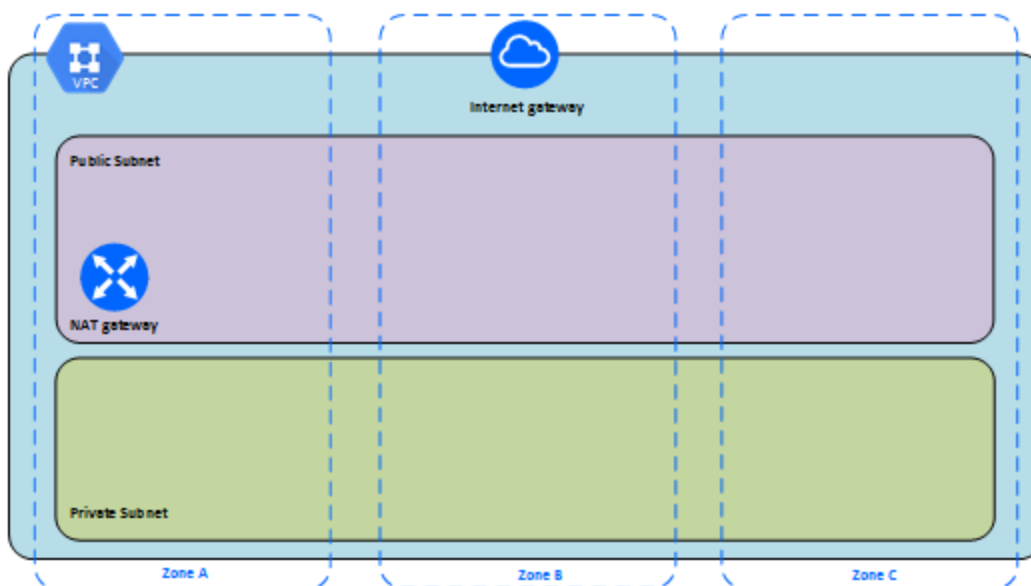 VPC
Internet gateway
Public Subnet
NAT gateway
Private Subnet
Zone A
Zone B
Zone C